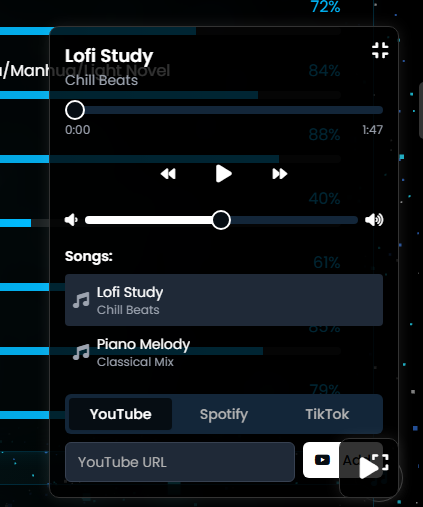 72%
Lofi Study
/Manhua/Light Novel
84%
Chill Beats
0:00
1:47
88%
40%
Songs:
61%
Lofi Study
Chill Beats
85%
Piano Melody
Classical Mix
79%
YouTube
Spotify
TikTok
YouTube URL